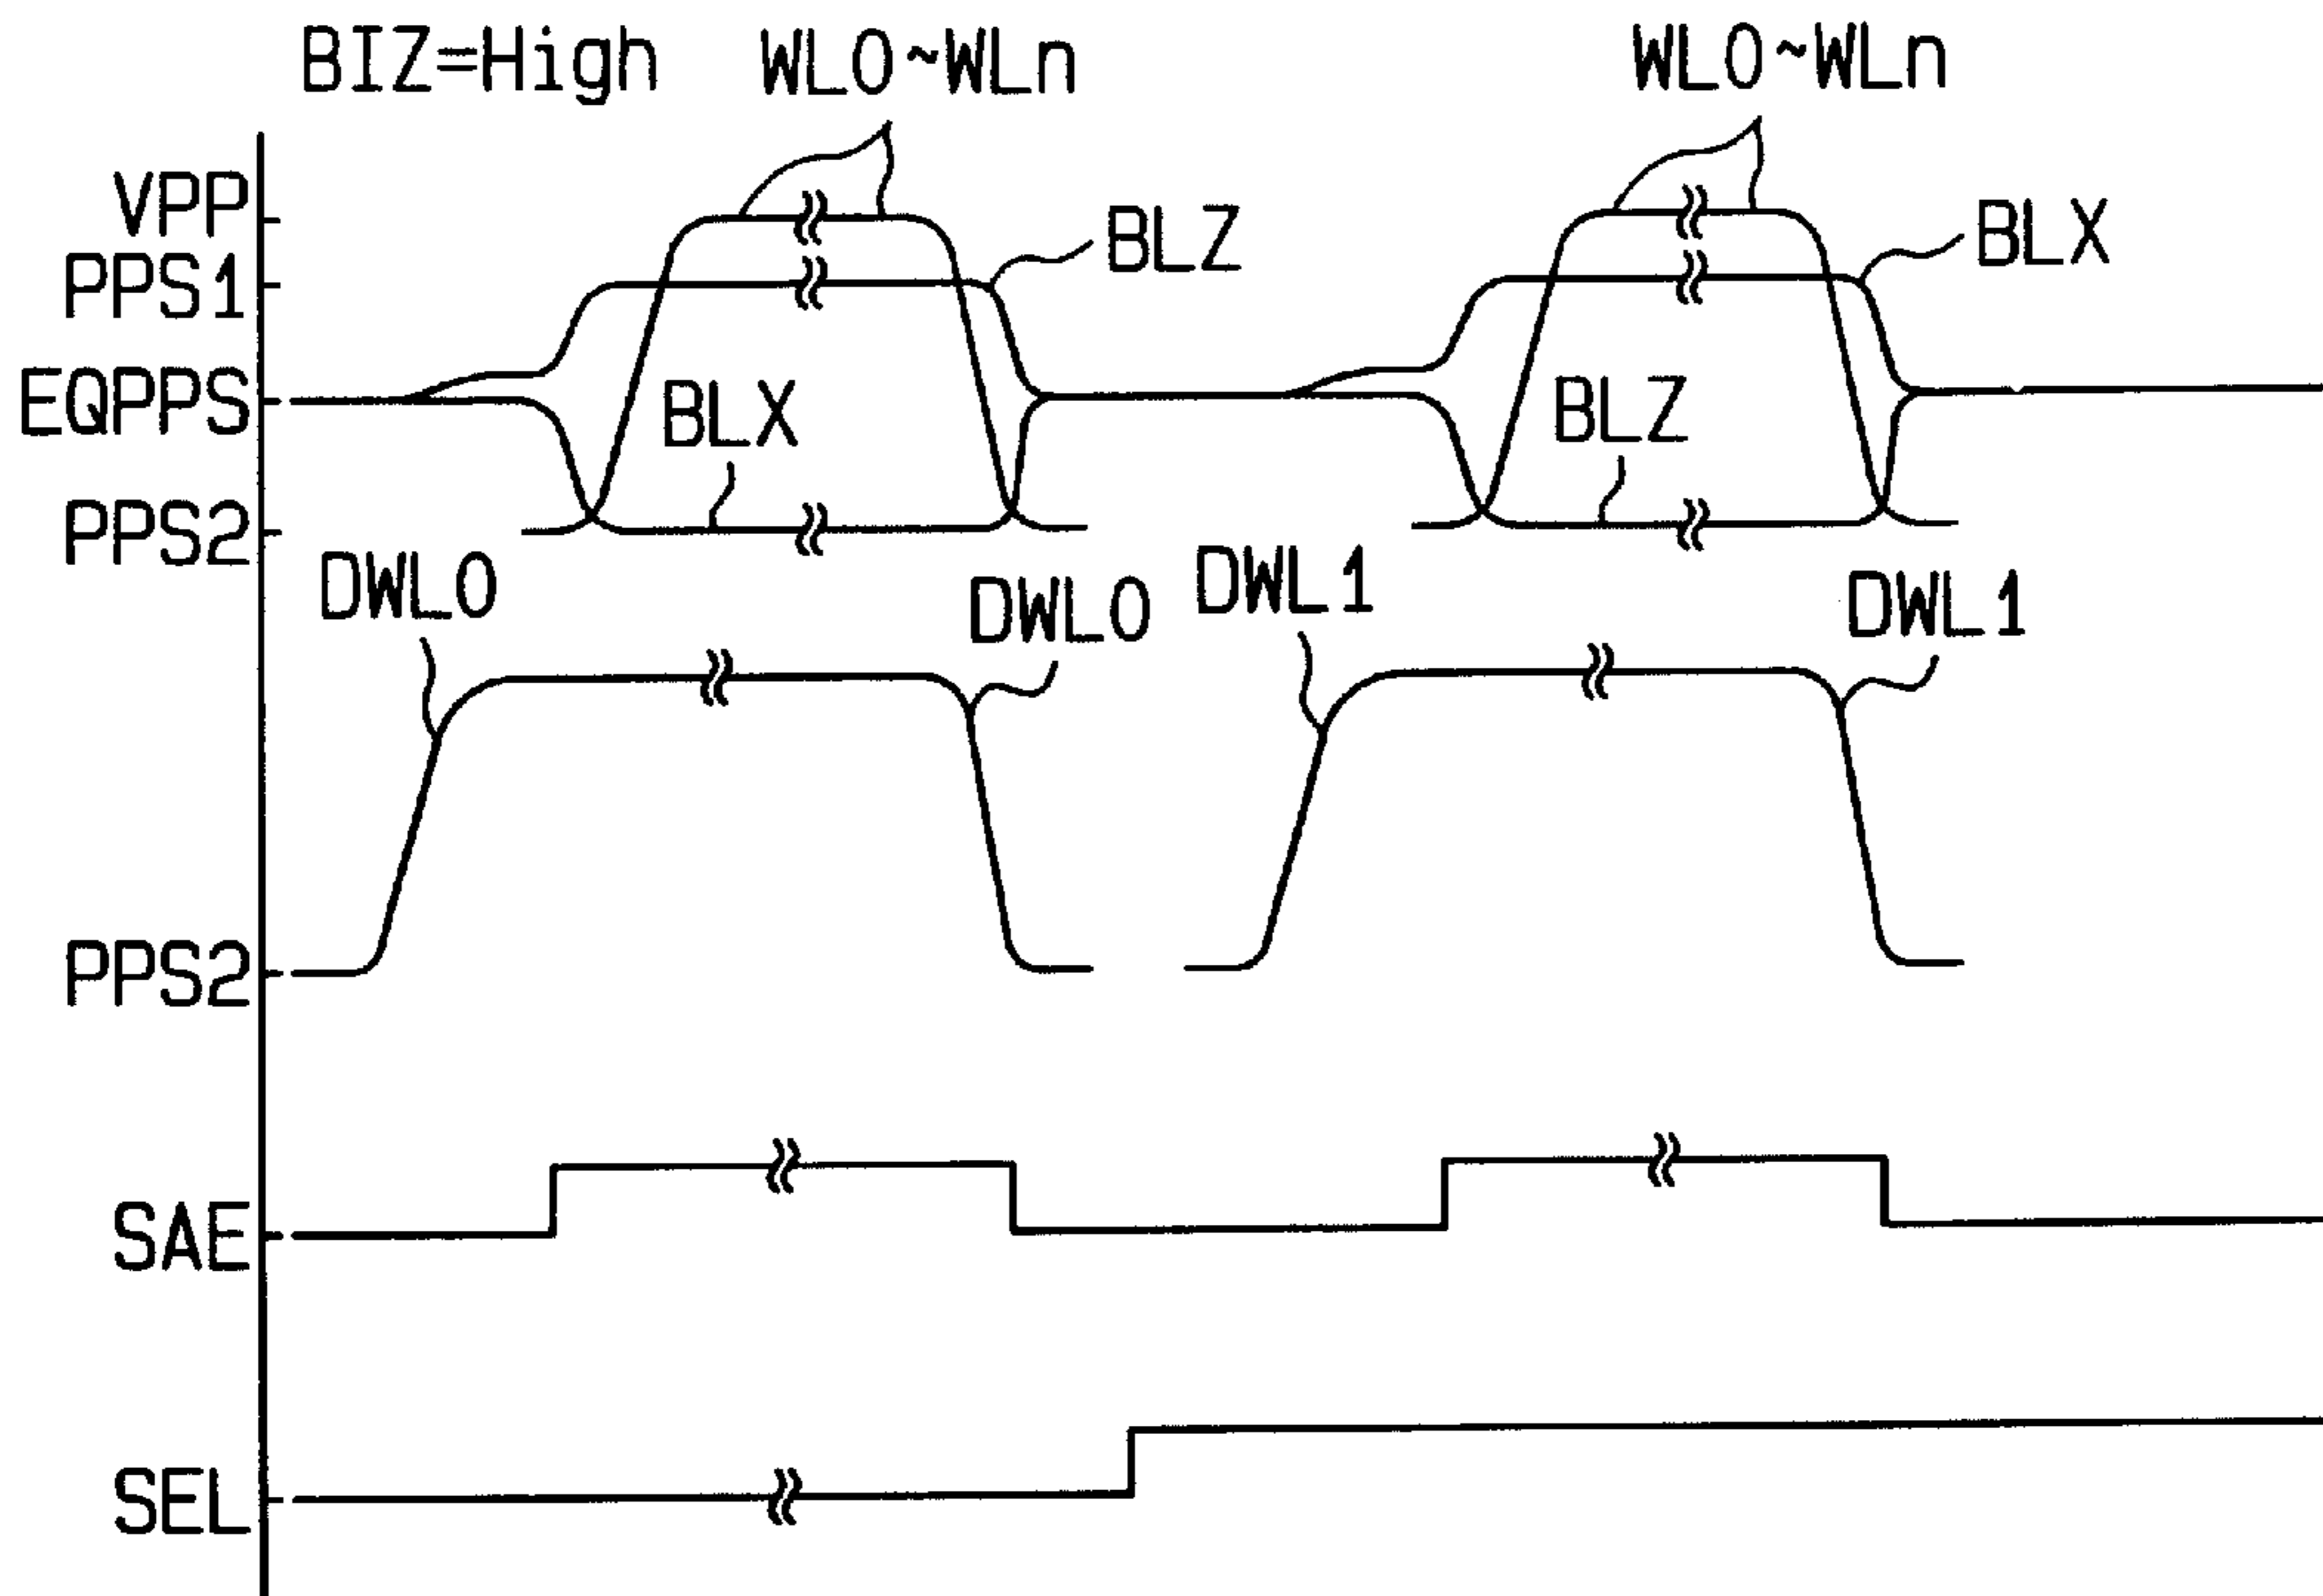 BIZ=High WL0~WLn WL0~WLn
VPP
BLZ BLX
PPS1
EQPPS
BLX BLZ
PPS2
DWL0 DWL0 DWL1 DWL1
PPS2
SAE
SEL